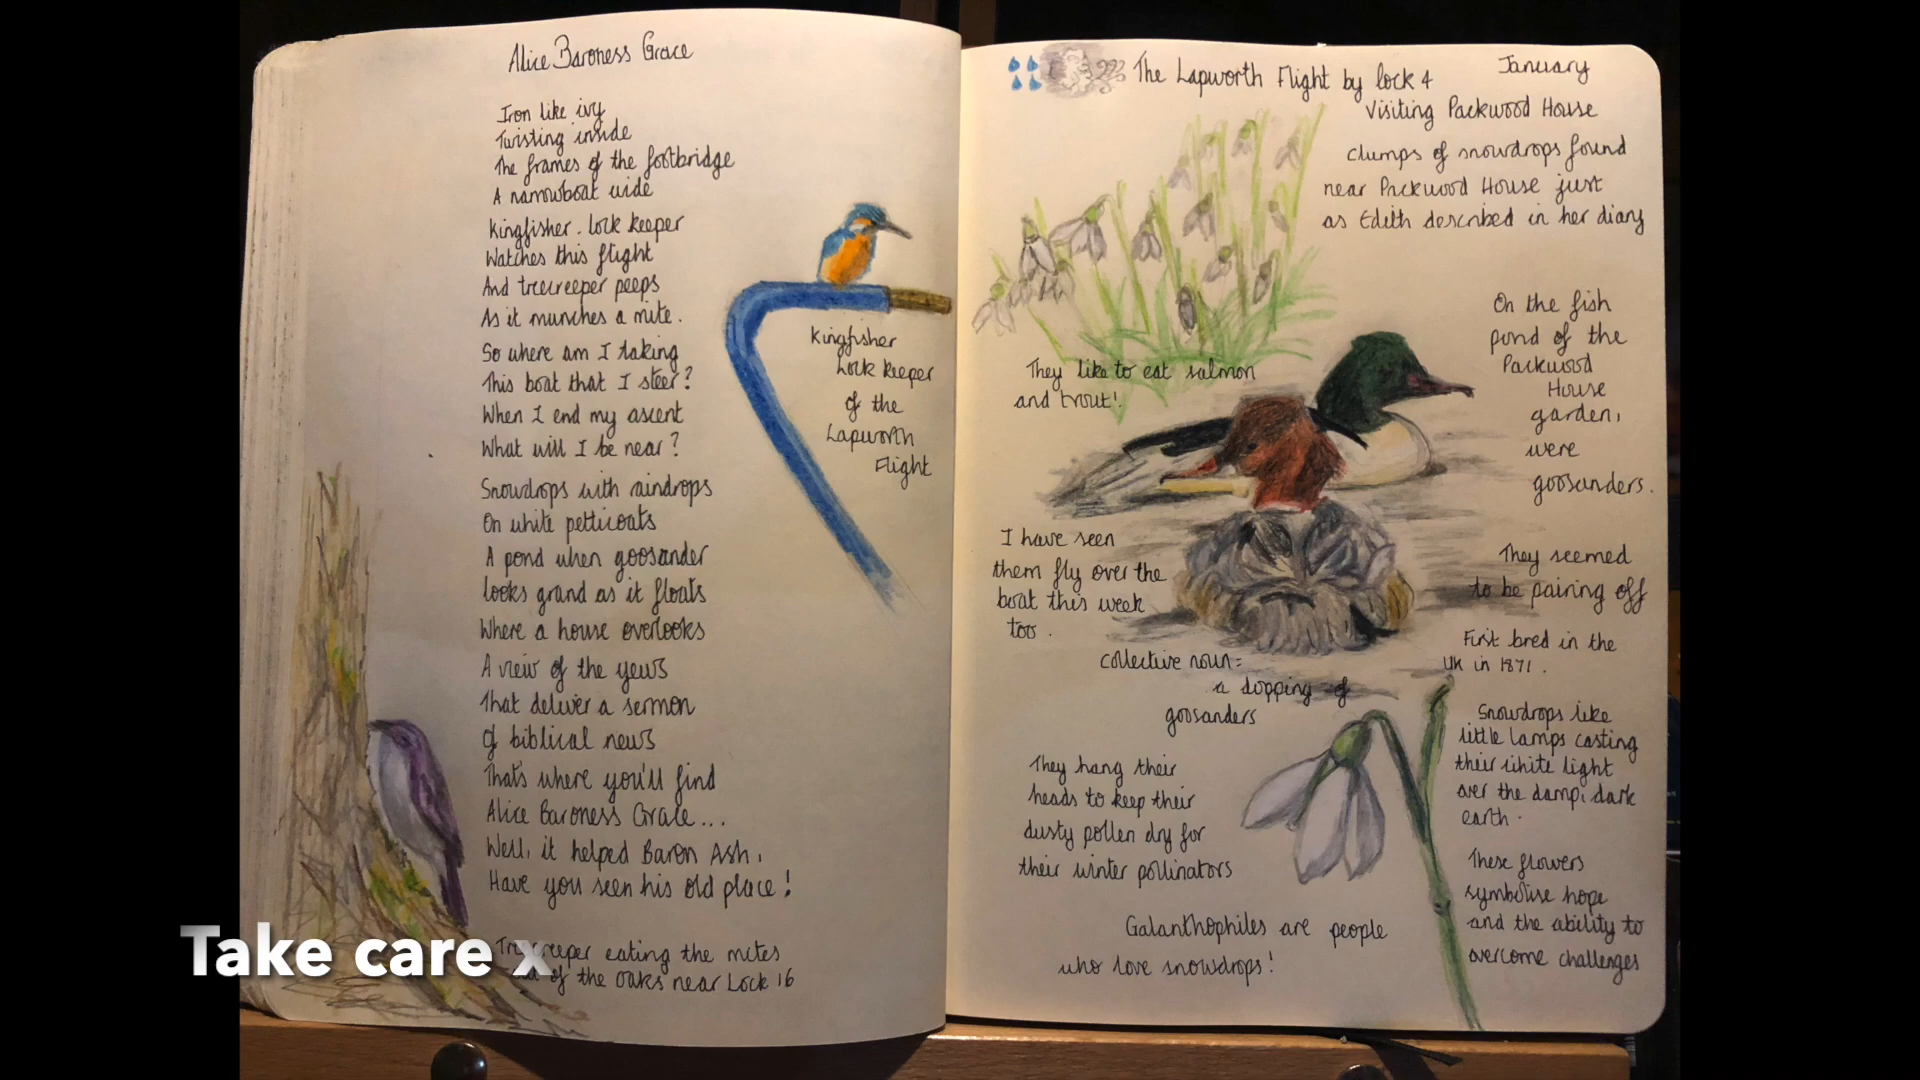 Alice Baroness Grace
Iron like ivy
Twisting inside
The frames of the footbridge
A narrowboat wide
Kingfisher. lock keeper
Watches this flight
And treecreeper peeps
As it munches a mite.
So where am I taking
This boat that I steer?
When I end my ascent
What will I be near?
Snowdrops with raindrops
On white petticoats
A pond when goosander
looks grand as it floats
Where a house overlooks
A view of the yews
That deliver a sermon
Of biblical news
That's where you'll find
Alice Baroness Grace...
Well, it helped Baron Ash,
Have you seen his old place!
Kingfisher
Lock keeper
of the
Lapworth
Flight
Treecreeper eating the mites
of the oaks near Lock 16
The Lapworth Flight by lock 4
January
Visiting Packwood House
Clumps of snowdrops found
near Packwood House just
as Edith described in her diary
They like to eat salmon
and trout!
On the fish
pond of the
Packwood
House
garden,
were
goosanders.
I have seen
them fly over the
boat this week
too.
They seemed
to be pairing off
First bred in the
UK in 1871.
Collective noun =
a dopping of
goosanders
Snowdrops like
little lamps casting
their white light
over the damp, dark
earth.
They hang their
heads to keep their
dusty pollen dry for
their winter pollinators
These flowers
symbolise hope
and the ability to
overcome challenges
Galanthophiles are people
who love snowdrops!
Take care x